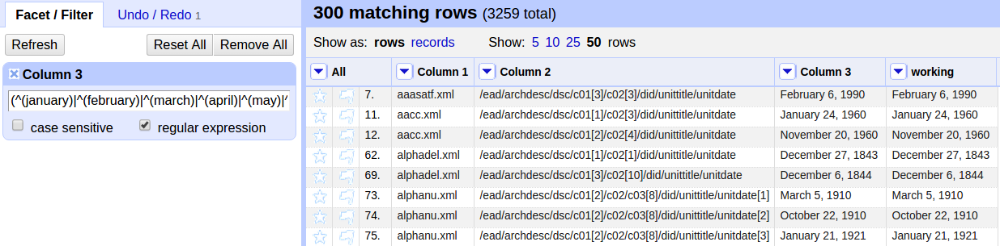 Facet / Filter Undo / Redo 1
Refresh Reset All Remove All
Column 3
(^(january)|^(february)|^(march)|^(april)|^(may)|^
case sensitive regular expression
300 matching rows (3259 total)
Show as: rows records Show: 5 10 25 50 rows
All Column 1 Column 2 Column 3 working
7. aaasatf.xml /ead/archdesc/dsc/c01[3]/c02[3]/did/unittitle/unitdate February 6, 1990 February 6, 1990
11. aacc.xml /ead/archdesc/dsc/c01[1]/c02[3]/did/unittitle/unitdate January 24, 1960 January 24, 1960
12. aacc.xml /ead/archdesc/dsc/c01[2]/c02[4]/did/unittitle/unitdate November 20, 1960 November 20, 1960
62. alphadel.xml /ead/archdesc/dsc/c01[1]/c02[1]/did/unittitle/unitdate December 27, 1843 December 27, 1843
69. alphadel.xml /ead/archdesc/dsc/c01[3]/c02[10]/did/unittitle/unitdate December 6, 1844 December 6, 1844
73. alphanu.xml /ead/archdesc/dsc/c01[2]/c02/c03[8]/did/unittitle/unitdate[1] March 5, 1910 March 5, 1910
74. alphanu.xml /ead/archdesc/dsc/c01[2]/c02/c03[8]/did/unittitle/unitdate[2] October 22, 1910 October 22, 1910
75. alphanu.xml /ead/archdesc/dsc/c01[2]/c02/c03[8]/did/unittitle/unitdate[3] January 21, 1921 January 21, 1921